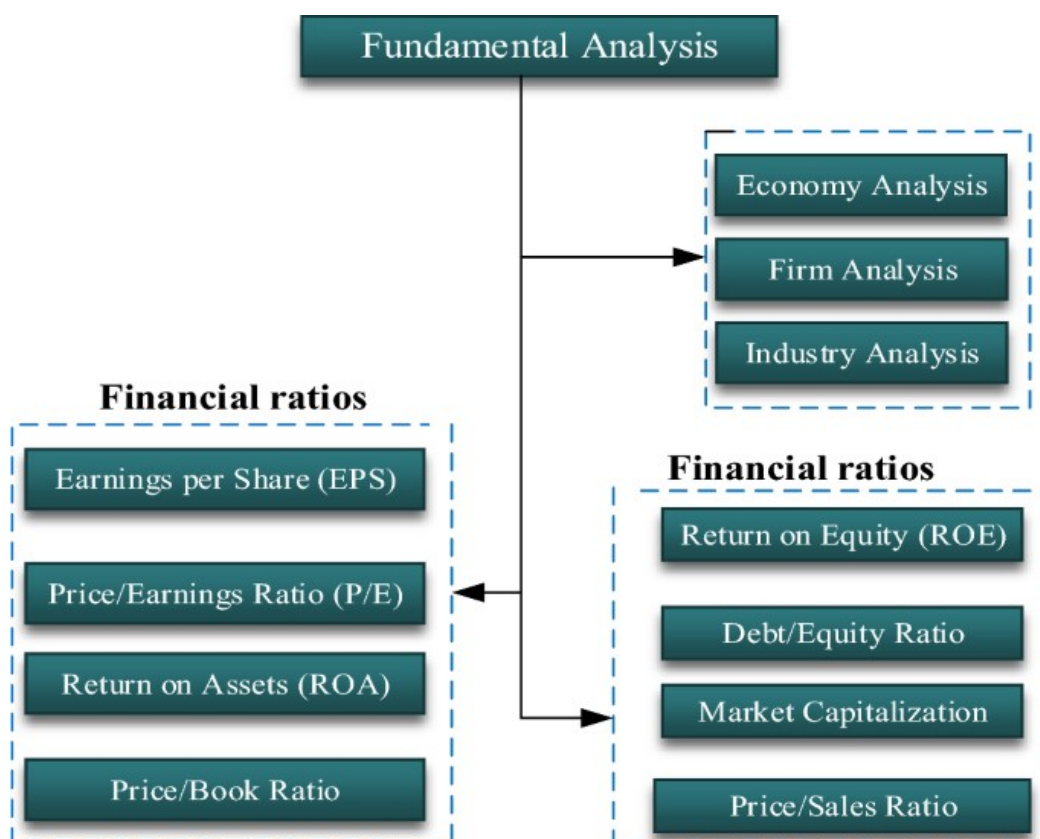 Fundamental Analysis
Economy Analysis
Firm Analysis
Industry Analysis
Financial ratios
Earnings per Share (EPS)
Price/Earnings Ratio (P/E)
Return on Assets (ROA)
Price/Book Ratio
Financial ratios
Return on Equity (ROE)
Debt/Equity Ratio
Market Capitalization
Price/Sales Ratio